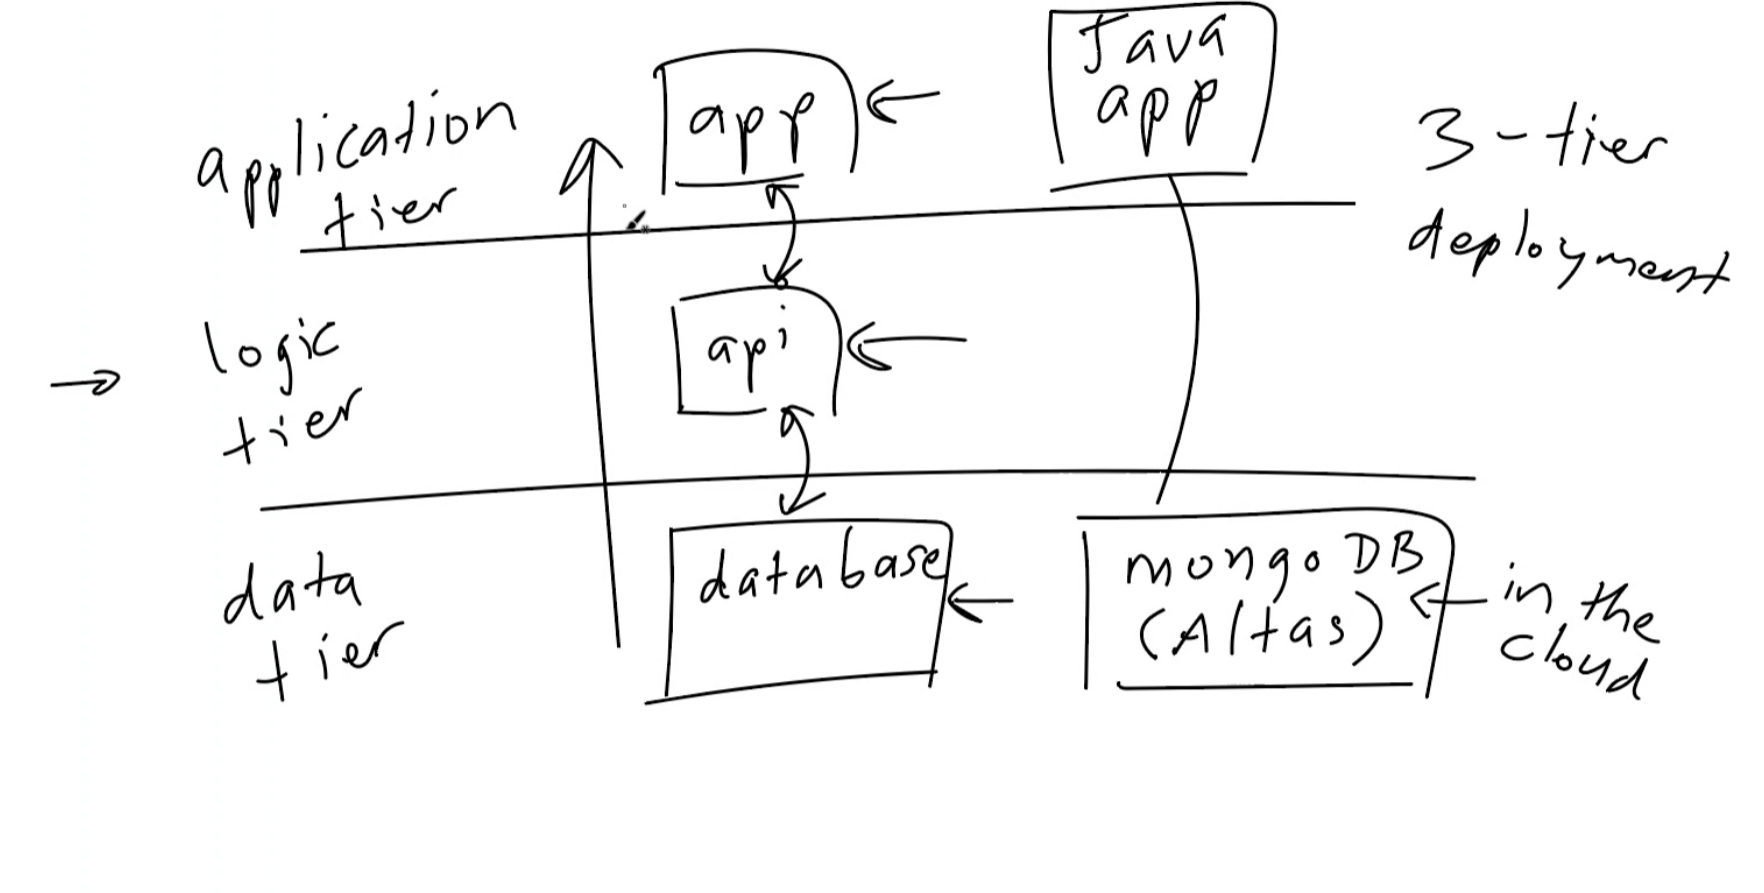 application
tier
app
Java
app
3-tier
deployment
logic
tier
api
data
tier
database
mongoDB
(Altas)
in the
cloud